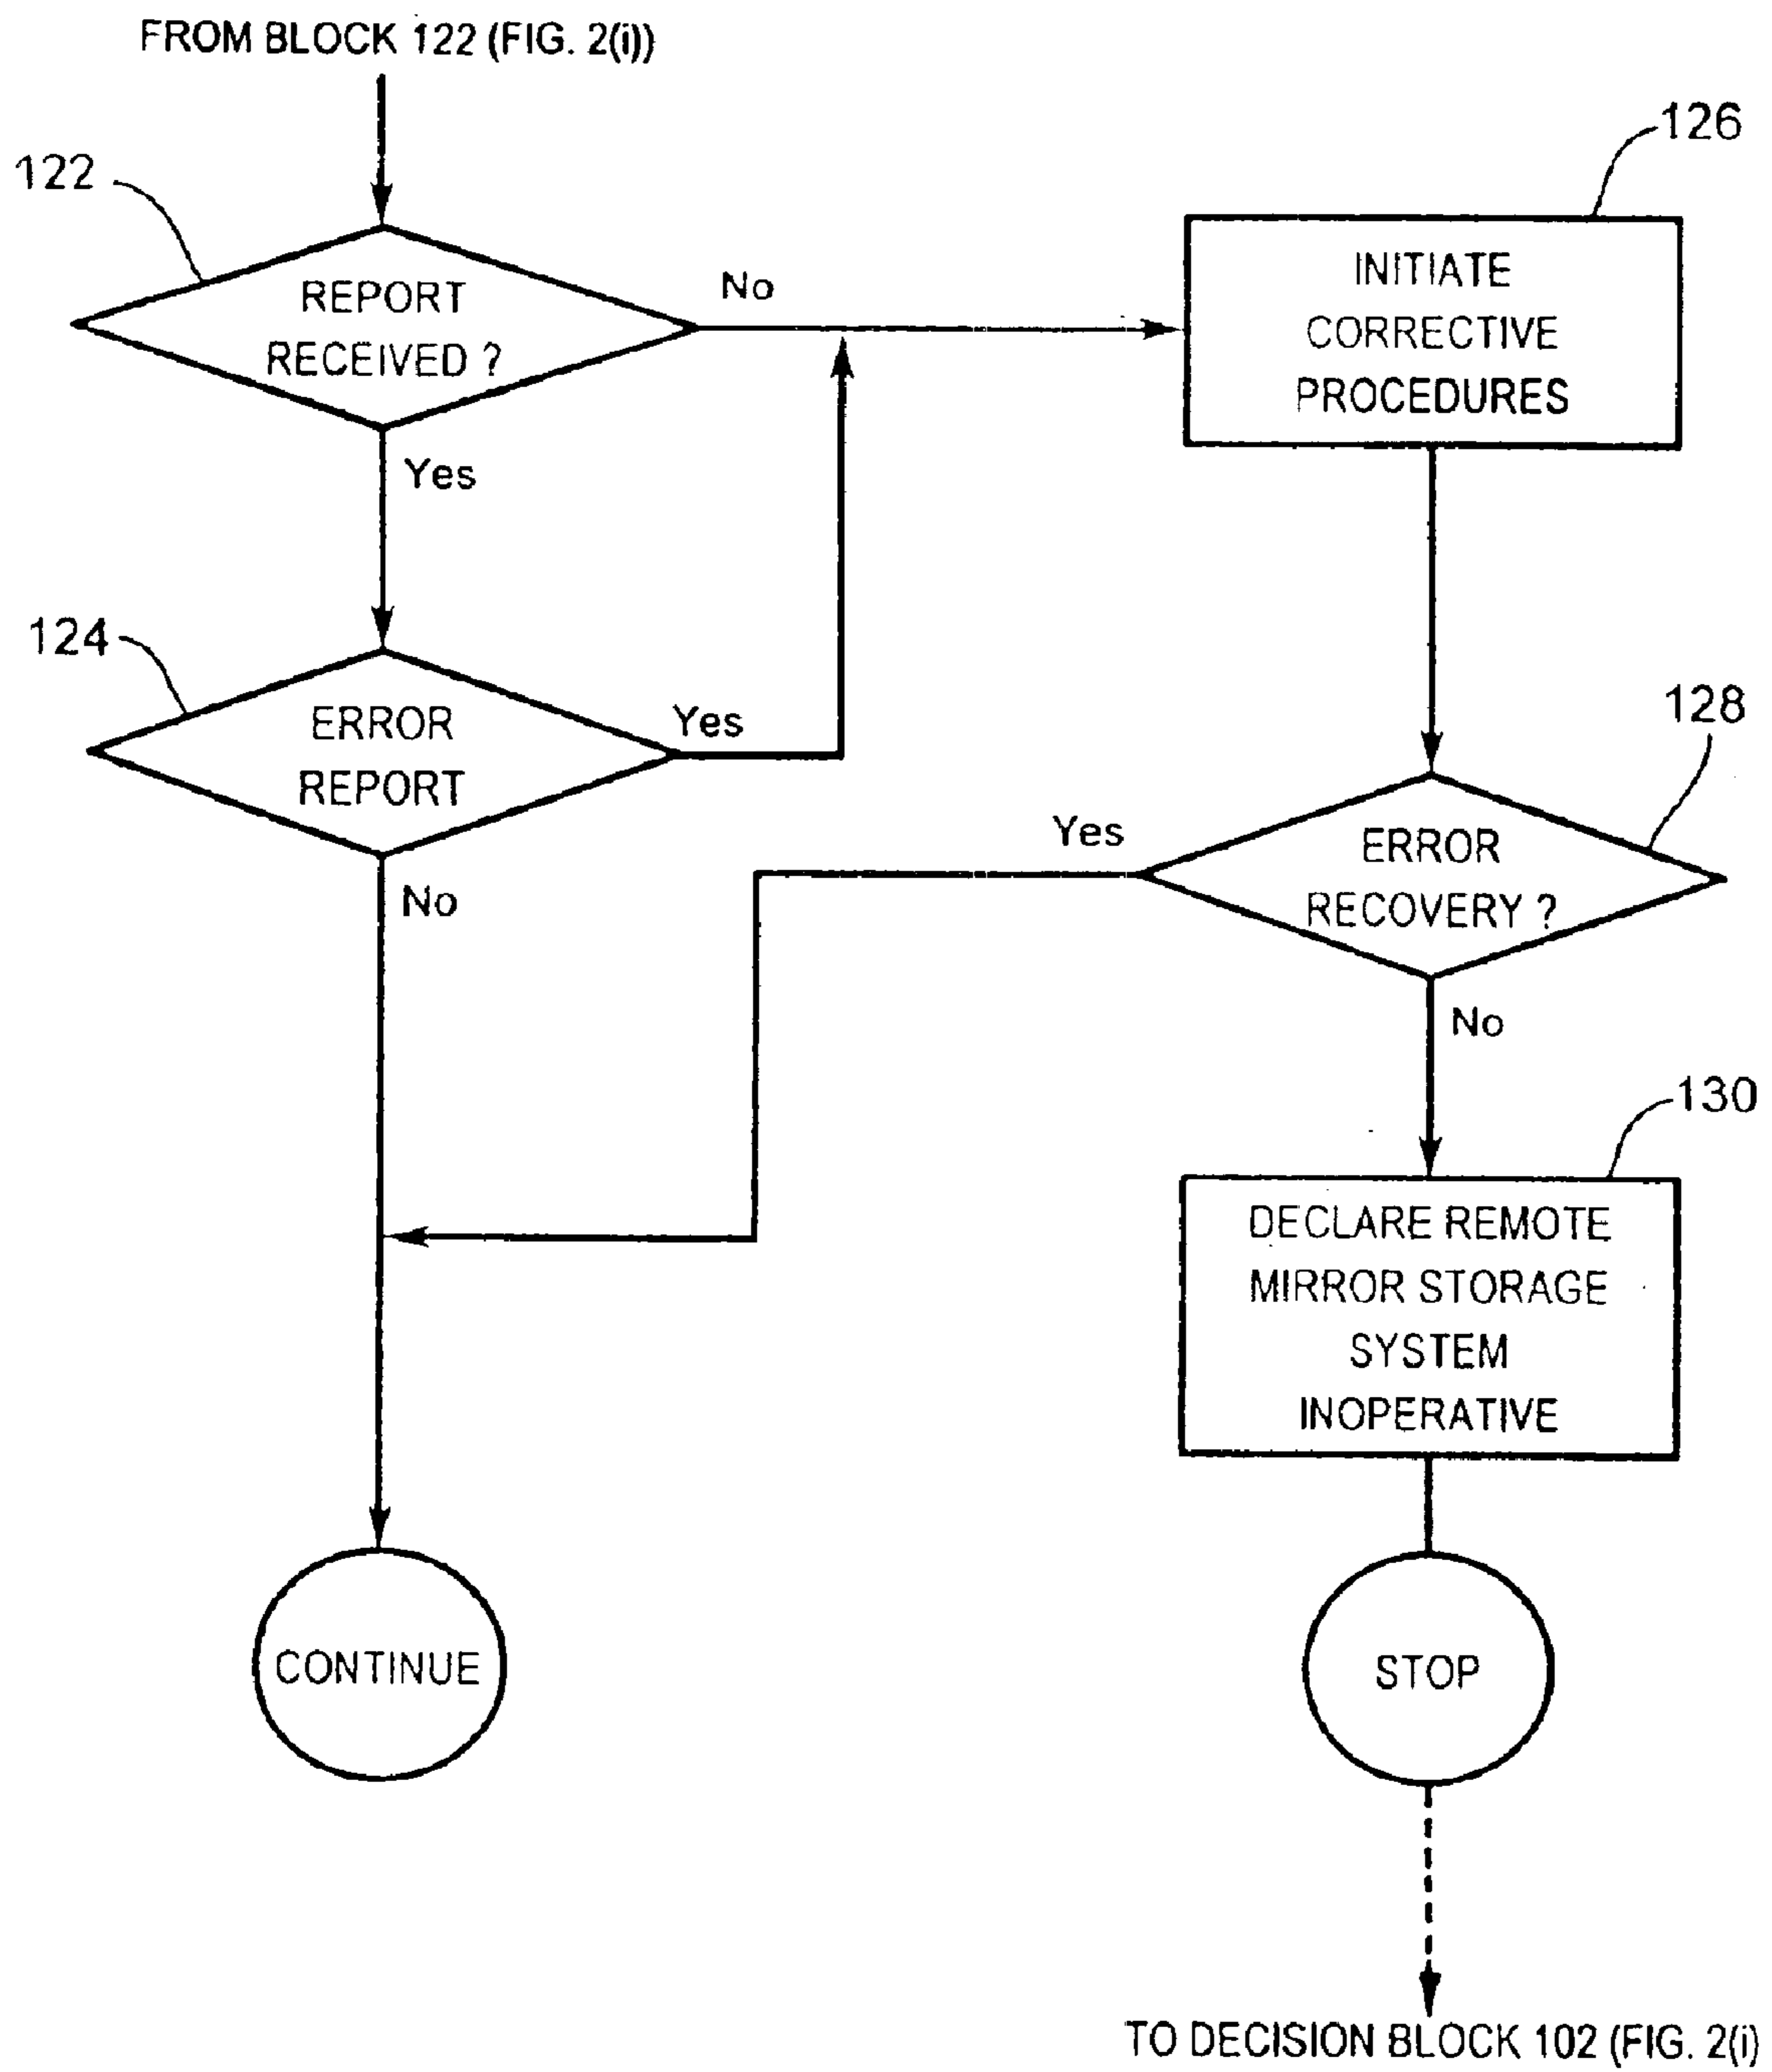 FROM BLOCK 122 (FIG. 2(i))
122
REPORT
RECEIVED ?
No
Yes
126
INITIATE
CORRECTIVE
PROCEDURES
124
ERROR
REPORT
Yes
No
128
Yes
ERROR
RECOVERY ?
No
130
DECLARE REMOTE
MIRROR STORAGE
SYSTEM
INOPERATIVE
CONTINUE
STOP
TO DECISION BLOCK 102 (FIG. 2(i)